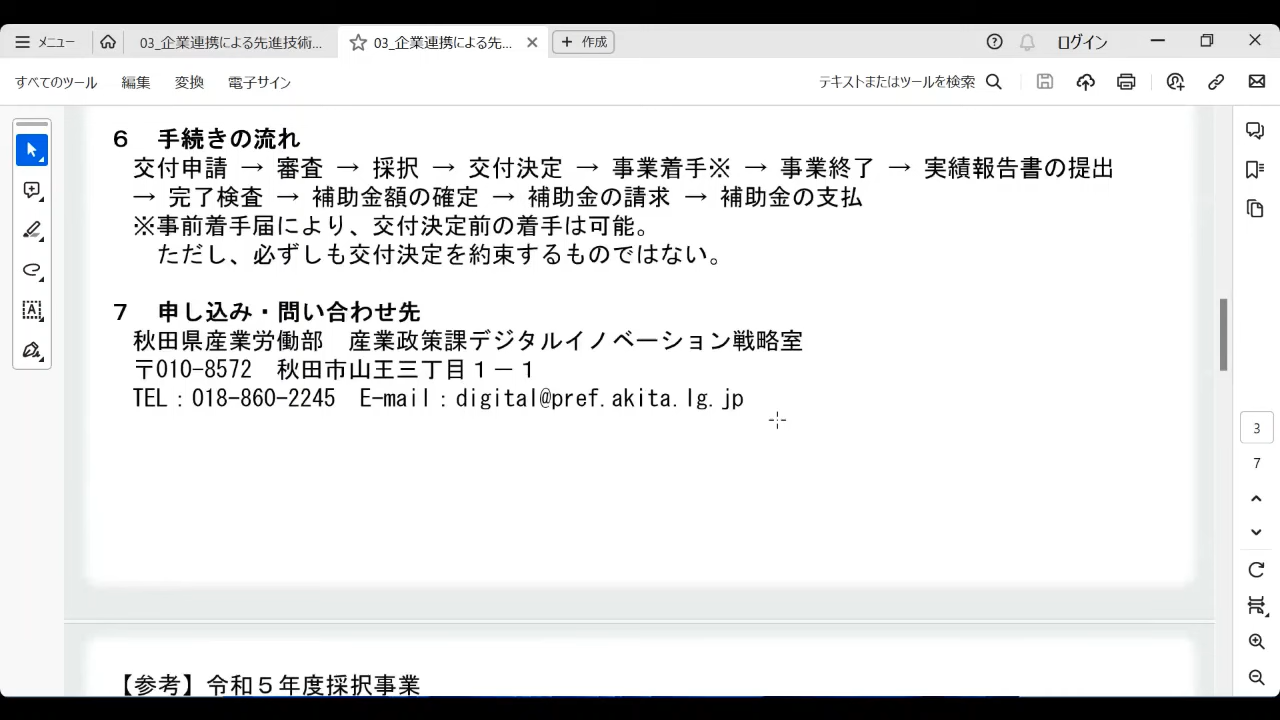 メニュー
03_企業連携による先進技術...
03_企業連携による先...
作成
ログイン
すべてのツール
編集
変換
電子サイン
テキストまたはツールを検索
６　手続きの流れ
交付申請 → 審査 → 採択 → 交付決定 → 事業着手※ → 事業終了 → 実績報告書の提出
→ 完了検査 → 補助金額の確定 → 補助金の請求 → 補助金の支払
※事前着手届により、交付決定前の着手は可能。
ただし、必ずしも交付決定を約束するものではない。
７　申し込み・問い合わせ先
秋田県産業労働部　産業政策課デジタルイノベーション戦略室
〒010-8572　秋田市山王三丁目１－１
TEL：018-860-2245　E-mail：digital@pref.akita.lg.jp
3
7
【参考】令和５年度採択事業